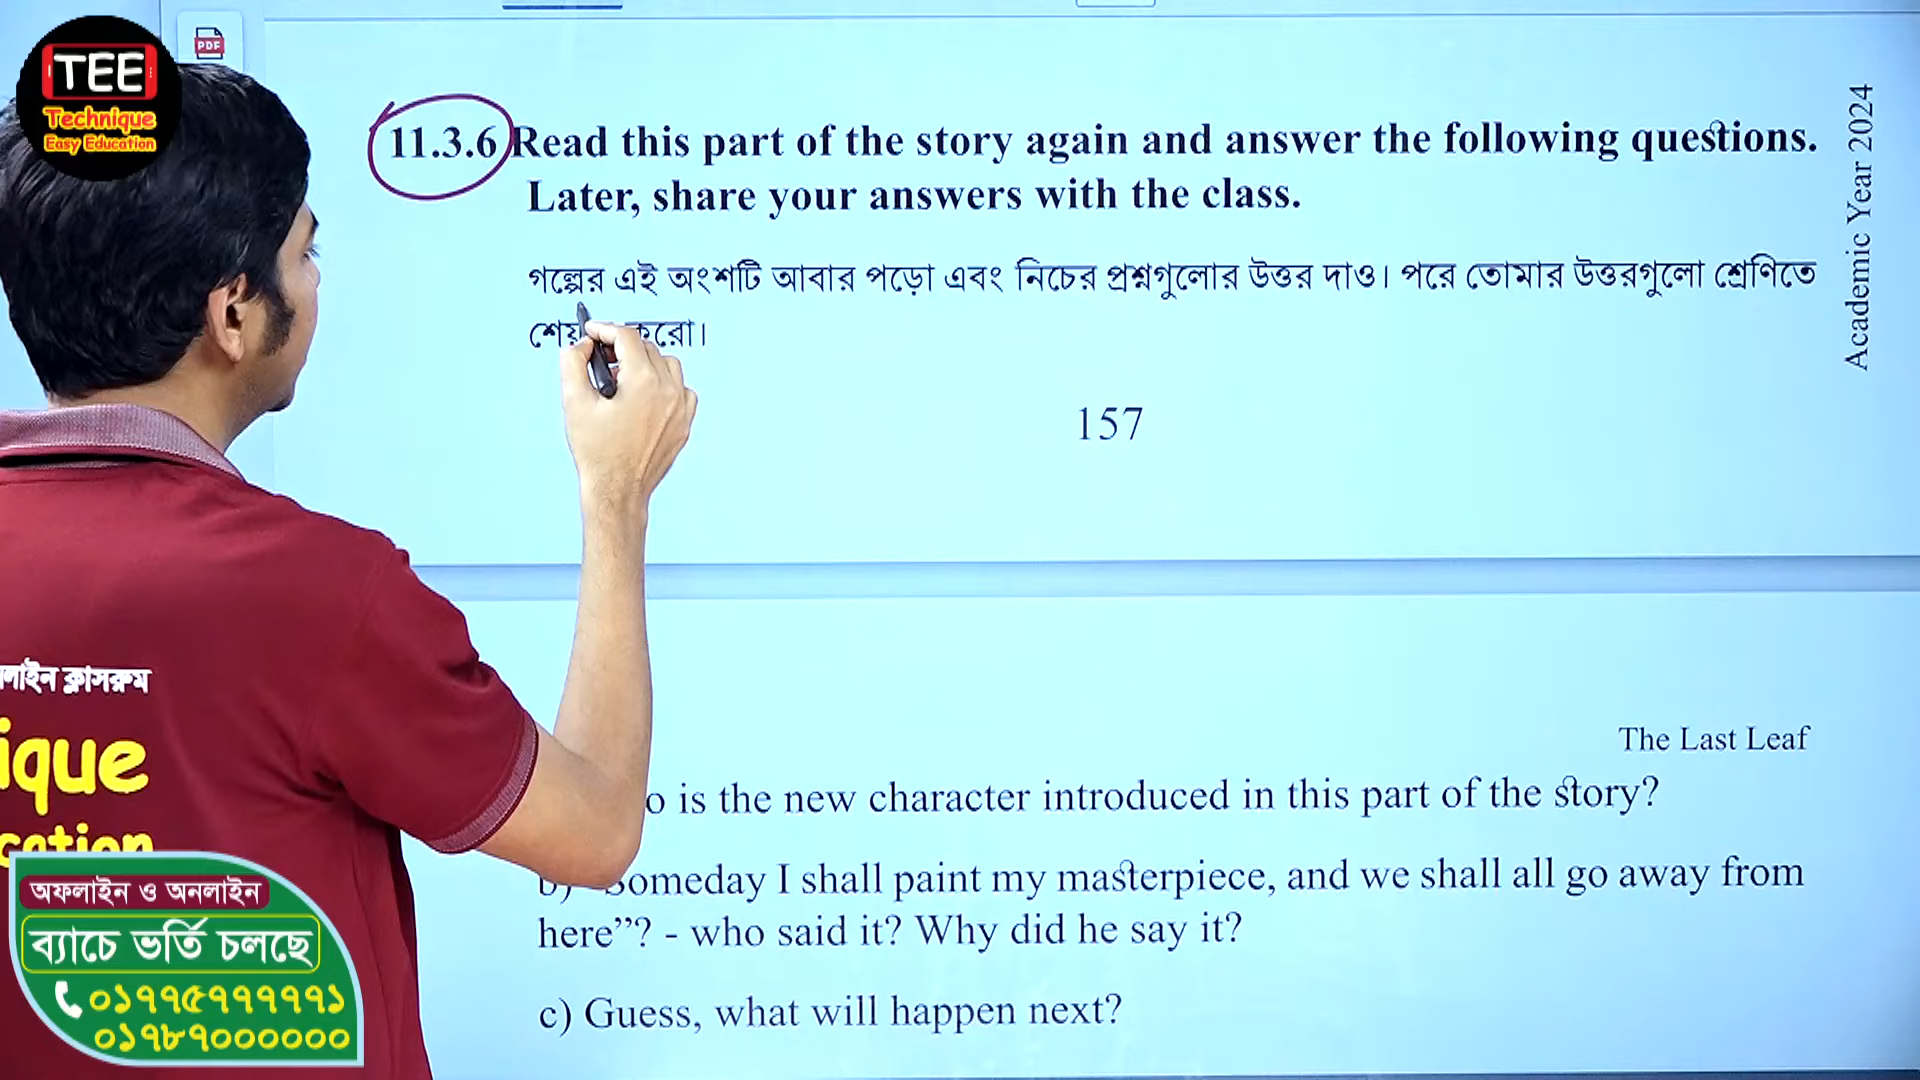 TEE
Technique
Easy Education
PDF
11.3.6 Read this part of the story again and answer the following questions.
Later, share your answers with the class.
গল্পের এই অংশটি আবার পড়ো এবং নিচের প্রশ্নগুলোর উত্তর দাও। পরে তোমার উত্তরগুলো শ্রেণিতে
করো।
157
Academic Year 2024
The Last Leaf
is the new character introduced in this part of the story?
b) “Someday I shall paint my masterpiece, and we shall all go away from
here”? - who said it? Why did he say it?
c) Guess, what will happen next?
লাইন ক্লাসরুম
ique
cation
অফলাইন ও অনলাইন
ব্যাচে ভর্তি চলছে
০১৭৭৫৭৭৭৭৭১
০১৭৮৭০০০০০০